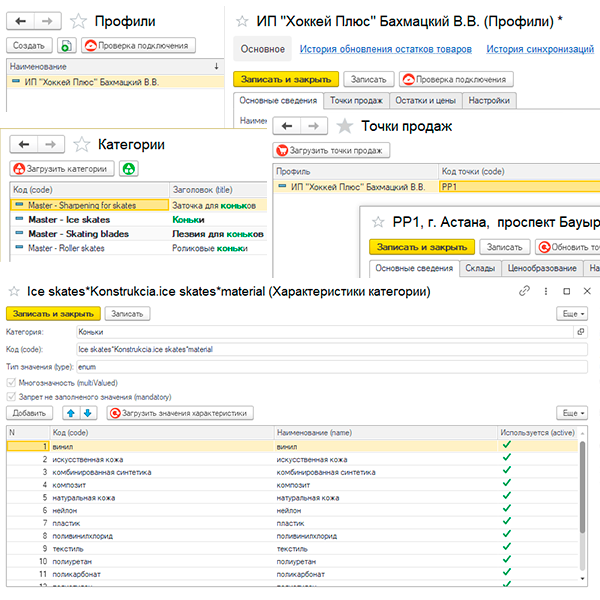 Профили
Создать
Проверка подключения
Наименование
ИП "Хоккей Плюс" Бахмацкий В.В.
ИП "Хоккей Плюс" Бахмацкий В.В. (Профили) *
Основное История обновления остатков товаров История синхронизаций
Записать и закрыть Записать Проверка подключения
Основные сведения Точки продаж Остатки и цены Настройки
Категории
Загрузить категории
Код (code) Заголовок (title)
Master - Sharpening for skates Заточка для коньков
Master - Ice skates Коньки
Master - Skating blades Лезвия для коньков
Master - Roller skates Роликовые коньки
Точки продаж
Загрузить точки продаж
Профиль Код точки (code)
ИП "Хоккей Плюс" Бахмацкий В.В. PP1
PP1, г. Астана, проспект Бауыр
Записать и закрыть Записать Обновить то
Основные сведения Склады Ценообразование На
Ice skates*Konstrukcia.ice skates*material (Характеристики категории)
Записать и закрыть Записать Еще
Категория: Коньки
Код (code): Ice skates*Konstrukcia.ice skates*material
Тип значения (type): enum
Многозначность (multiValued)
Запрет не заполненого значения (mandatory)
Добавить Загрузить значения характеристики Еще
N Код (code) Наименование (name) Используется (active)
1 винил винил
2 искусственная кожа искусственная кожа
3 комбинированная синтетика комбинированная синтетика
4 композит композит
5 натуральная кожа натуральная кожа
6 нейлон нейлон
7 пластик пластик
8 поливинилхлорид поливинилхлорид
9 текстиль текстиль
10 полиуретан полиуретан
11 поликарбонат поликарбонат